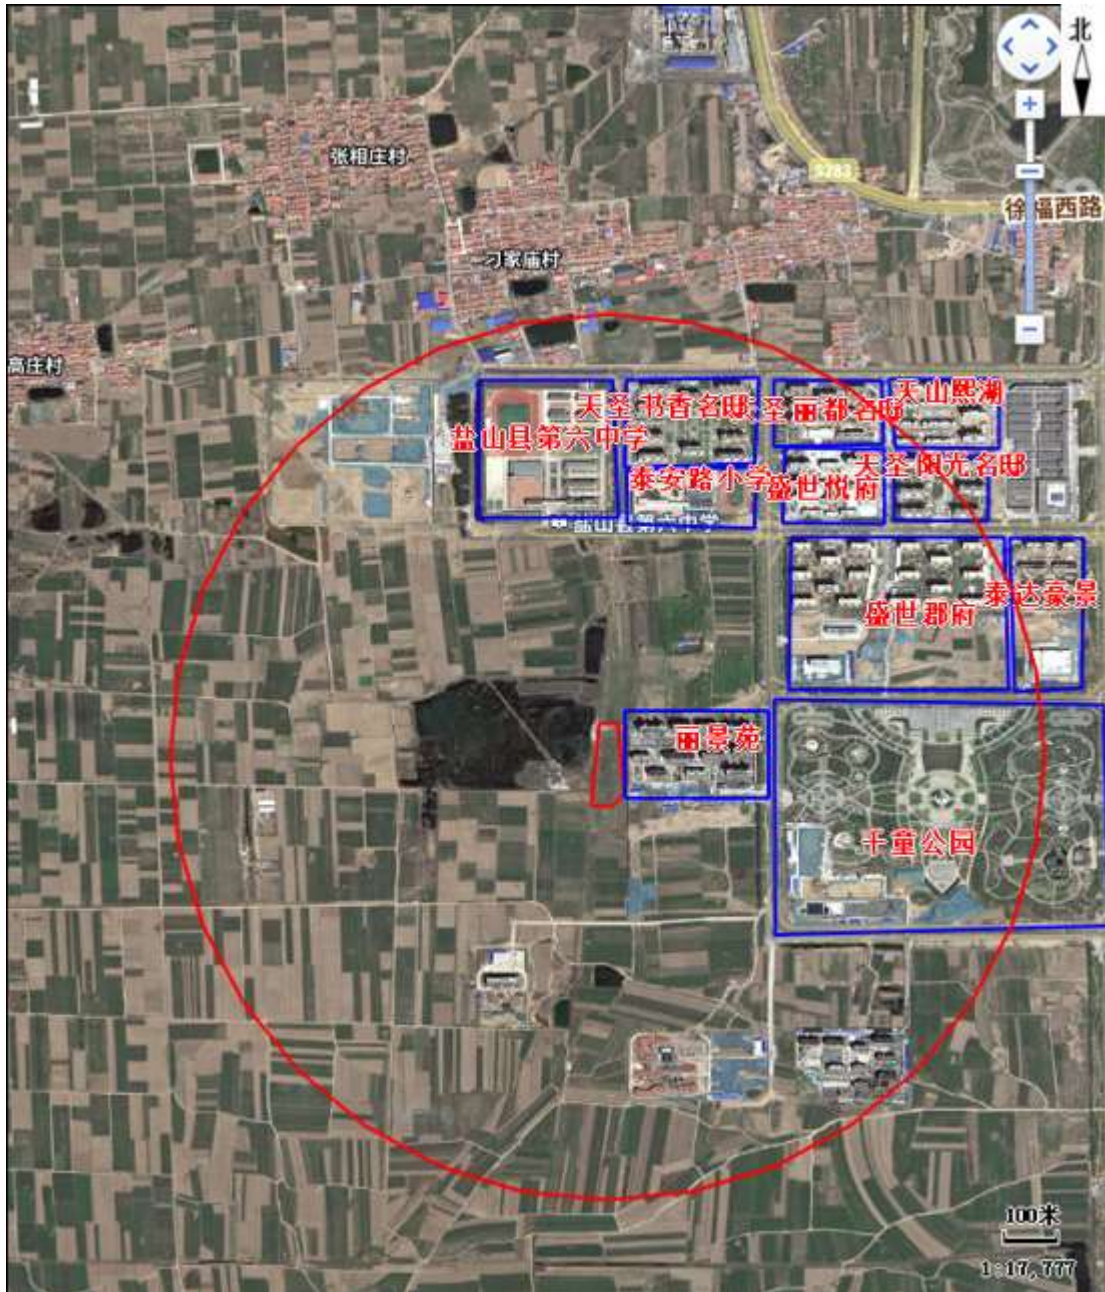 北
张相庄村
S283
徐福西路
刁家庙村
高庄村
天山熙湖
天圣书香名邸
圣丽都名邸
盐山县第六中学
天圣阳光名邸
泰安路小学
盛世悦府
盐山县第六中学
泰达豪景
盛世郡府
丽景苑
千童公园
100米
1:17,777